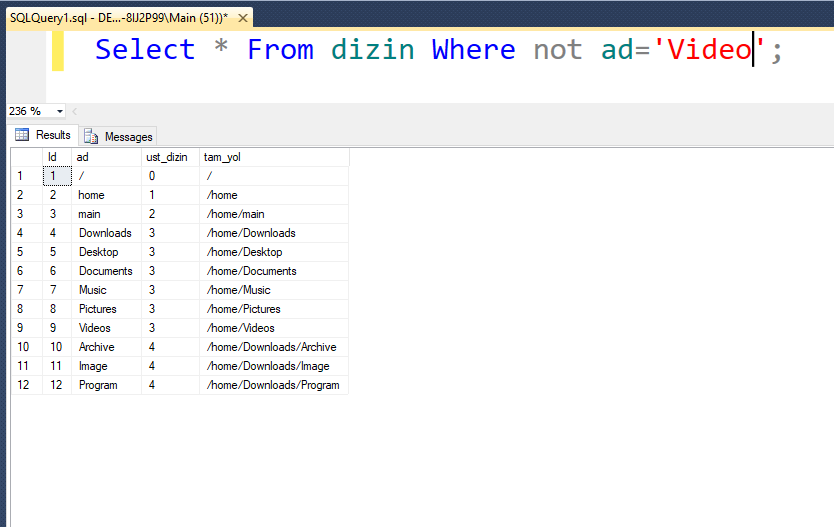 SQLQuery1.sql - DE...-8IJ2P99\Main (51))*
Select * From dizin Where not ad='Video';
236 %
Results Messages
Id ad ust_dizin tam_yol
1 1 / 0 /
2 2 home 1 /home
3 3 main 2 /home/main
4 4 Downloads 3 /home/Downloads
5 5 Desktop 3 /home/Desktop
6 6 Documents 3 /home/Documents
7 7 Music 3 /home/Music
8 8 Pictures 3 /home/Pictures
9 9 Videos 3 /home/Videos
10 10 Archive 4 /home/Downloads/Archive
11 11 Image 4 /home/Downloads/Image
12 12 Program 4 /home/Downloads/Program